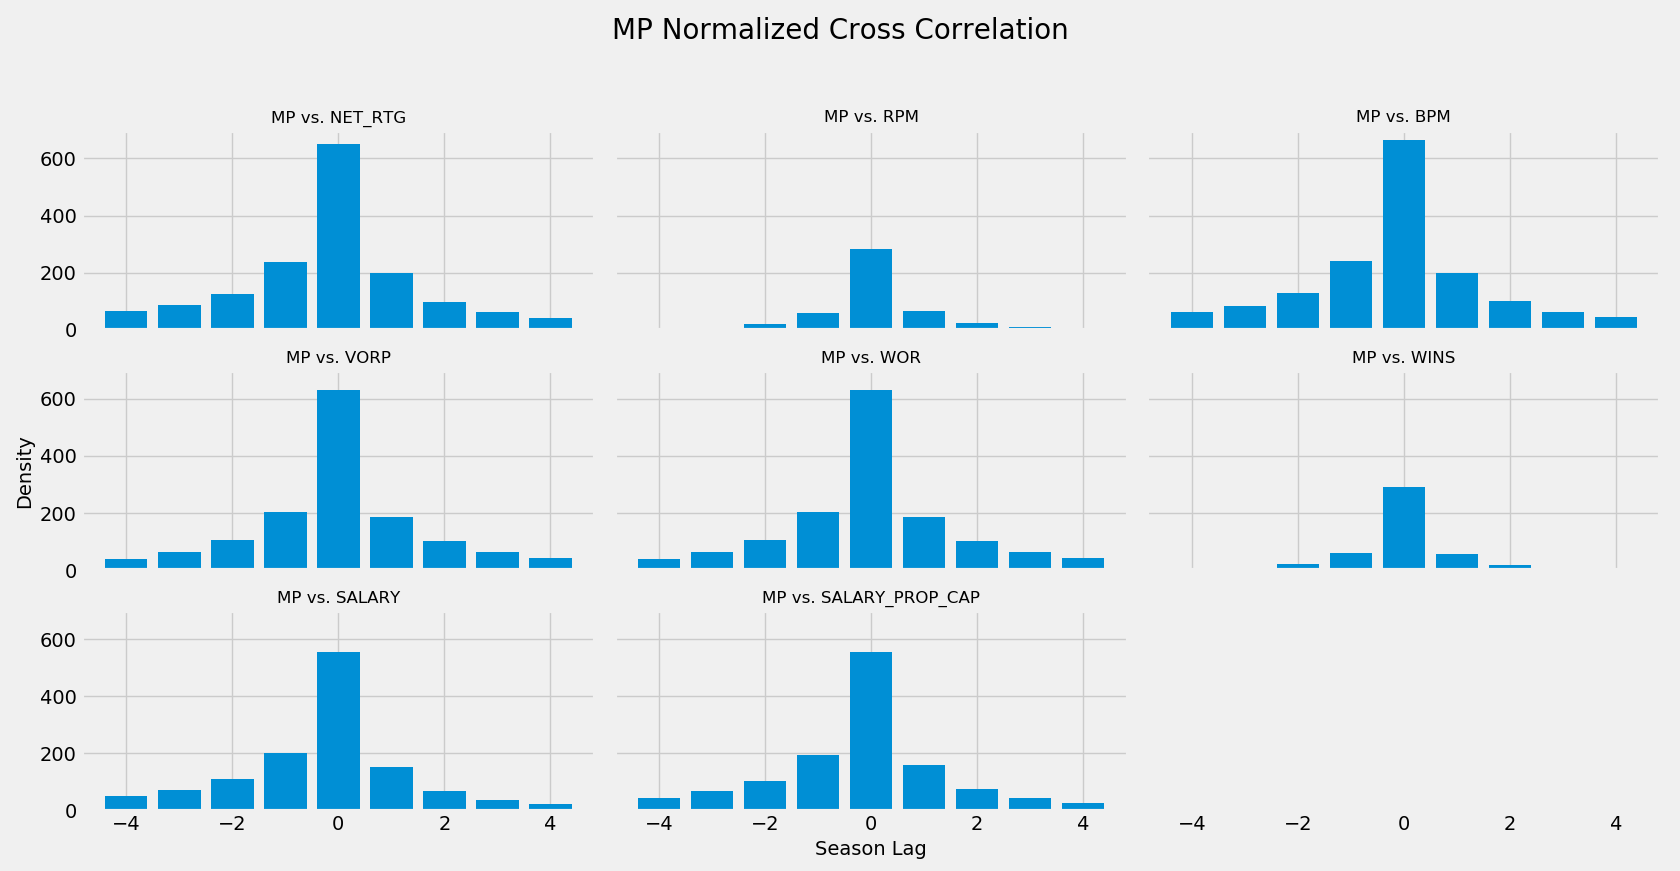 MP Normalized Cross Correlation
MP vs. NET_RTG
MP vs. RPM
MP vs. BPM
600
400
200
0
MP vs. VORP
MP vs. WOR
MP vs. WINS
Density
600
400
200
0
MP vs. SALARY
MP vs. SALARY_PROP_CAP
600
400
200
0
−4 −2 0 2 4
−4 −2 0 2 4
−4 −2 0 2 4
Season Lag